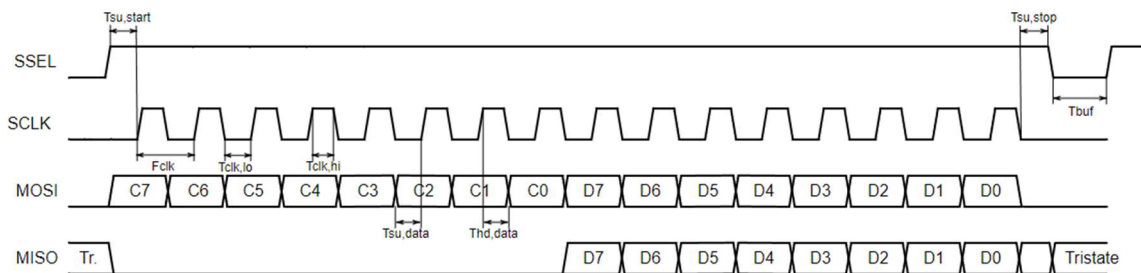 Tsu,start Tsu,stop
SSEL
Tbuf
SCLK
Fclk Tclk,lo Tclk,hi
MOSI C7 C6 C5 C4 C3 C2 C1 C0 D7 D6 D5 D4 D3 D2 D1 D0
Tsu,data Thd,data
MISO Tr. D7 D6 D5 D4 D3 D2 D1 D0 Tristate